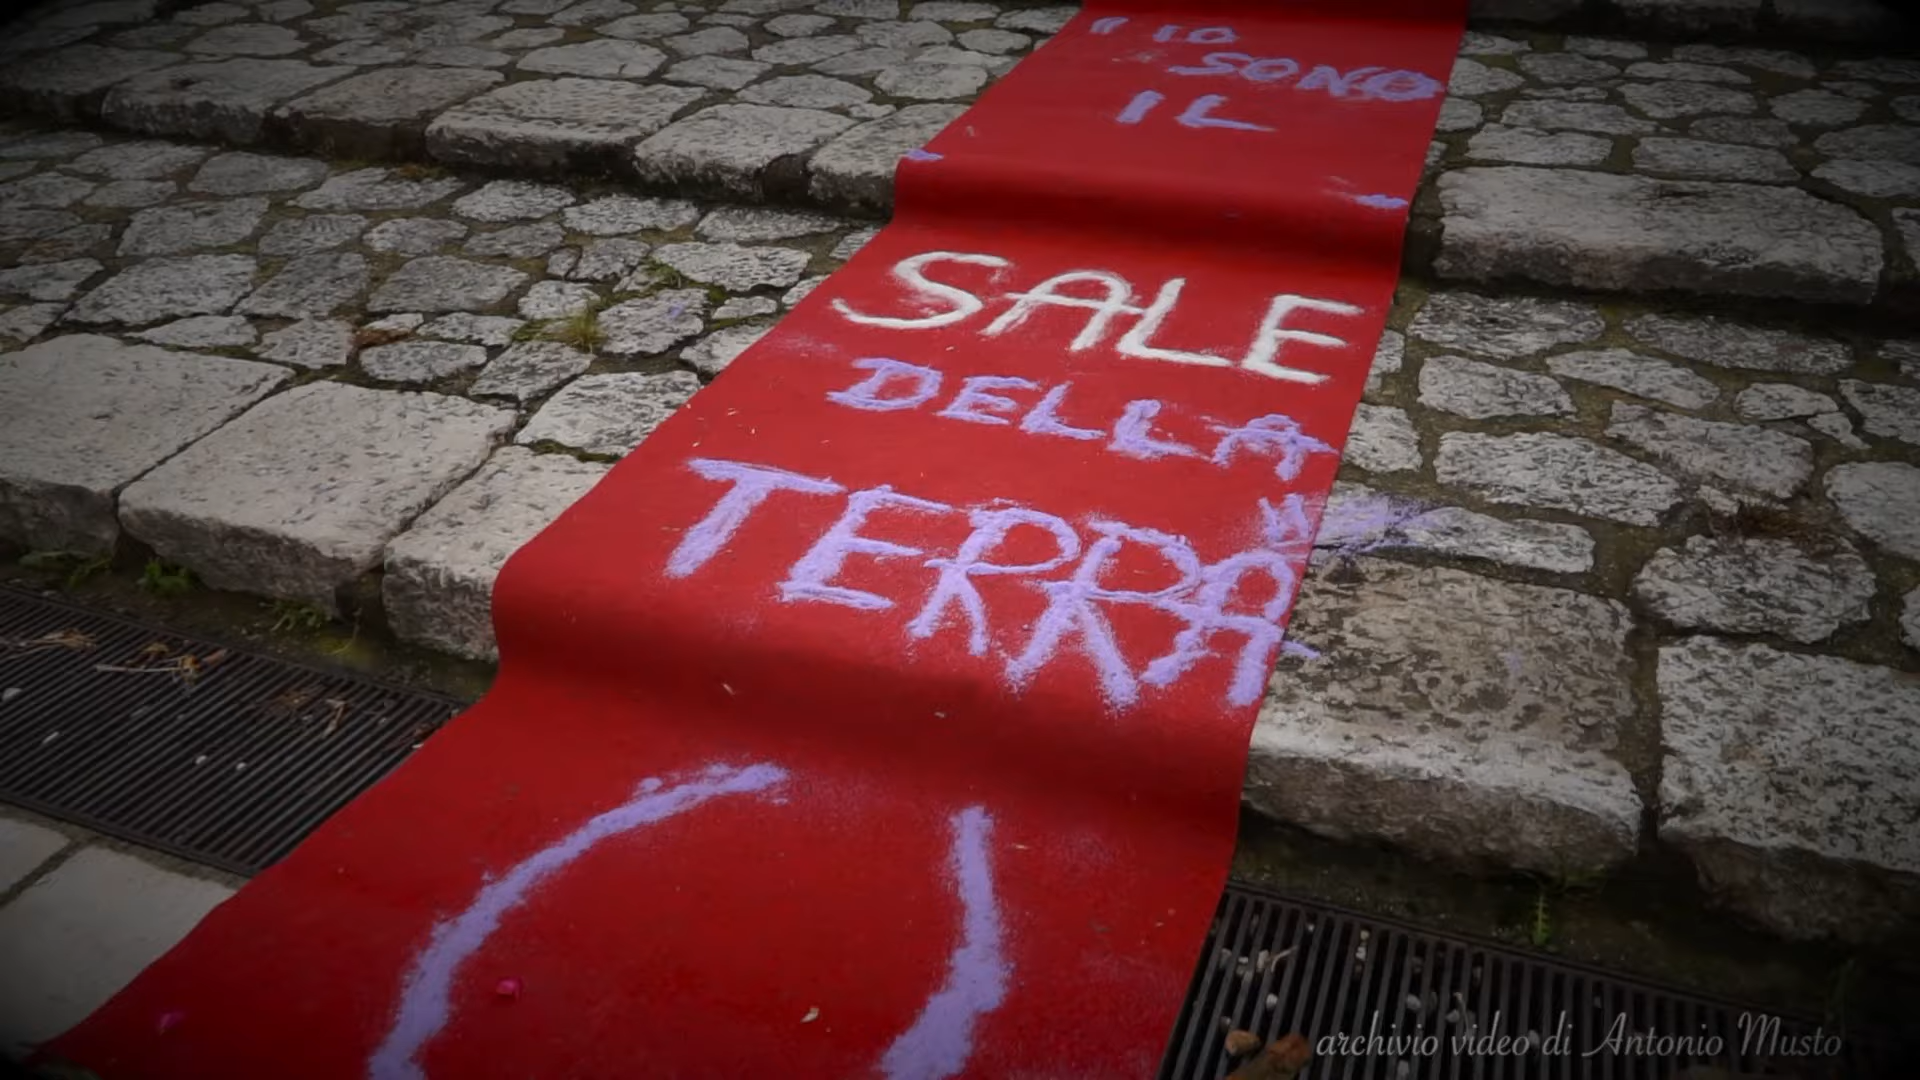 " IO
SONO
IL
SALE
DELLA
TERRA"
archivio video di Antonio Musto